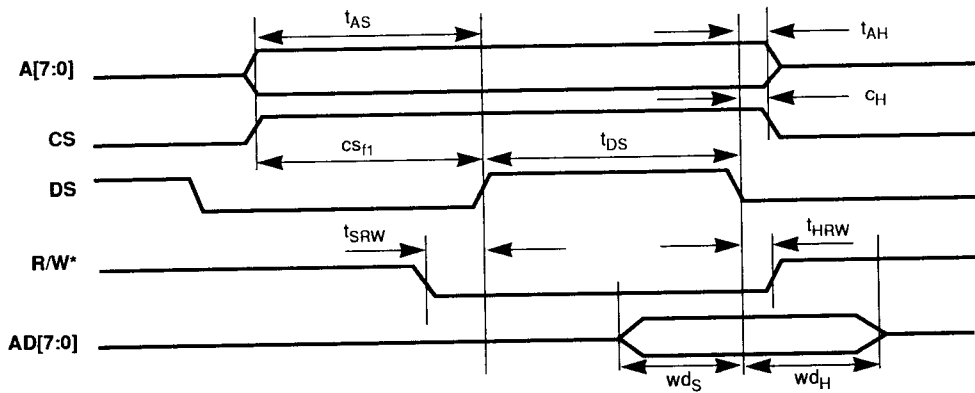 tAS
tAH
A[7:0]
cH
CS
csf1
tDS
DS
tSRW
tHRW
R/W*
AD[7:0]
wdS
wdH